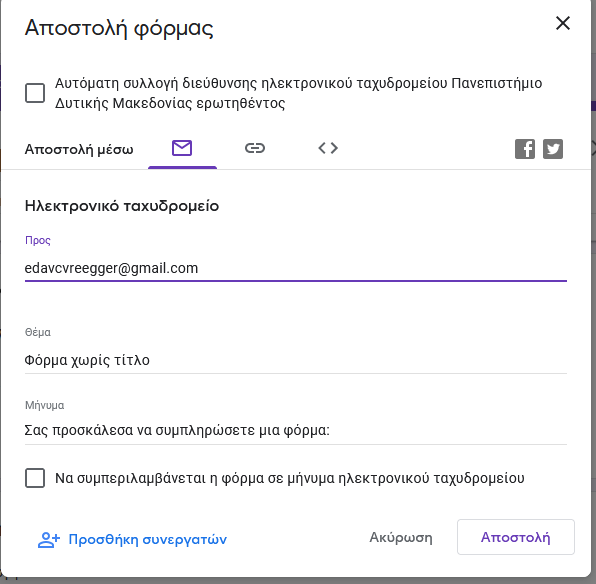 Αποστολή φόρμας
Αυτόματη συλλογή διεύθυνσης ηλεκτρονικού ταχυδρομείου Πανεπιστήμιο
Δυτικής Μακεδονίας ερωτηθέντος
Αποστολή μέσω
Ηλεκτρονικό ταχυδρομείο
Προς
edavcvreegger@gmail.com
Θέμα
Φόρμα χωρίς τίτλο
Μήνυμα
Σας προσκάλεσα να συμπληρώσετε μια φόρμα:
Να συμπεριλαμβάνεται η φόρμα σε μήνυμα ηλεκτρονικού ταχυδρομείου
Προσθήκη συνεργατών
Ακύρωση
Αποστολή